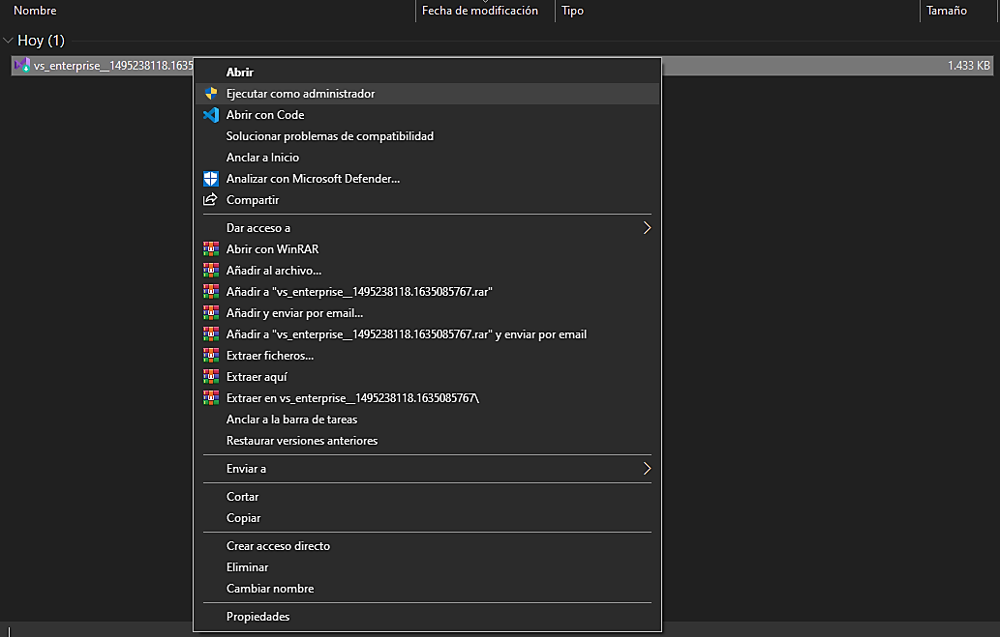 Nombre Fecha de modificación Tipo Tamaño
Hoy (1)
vs_enterprise__1495238118.1635 1.433 KB
Abrir
Ejecutar como administrador
Abrir con Code
Solucionar problemas de compatibilidad
Anclar a Inicio
Analizar con Microsoft Defender...
Compartir
Dar acceso a
Abrir con WinRAR
Añadir al archivo...
Añadir a "vs_enterprise__1495238118.1635085767.rar"
Añadir y enviar por email...
Añadir a "vs_enterprise__1495238118.1635085767.rar" y enviar por email
Extraer ficheros...
Extraer aquí
Extraer en vs_enterprise__1495238118.1635085767\
Anclar a la barra de tareas
Restaurar versiones anteriores
Enviar a
Cortar
Copiar
Crear acceso directo
Eliminar
Cambiar nombre
Propiedades